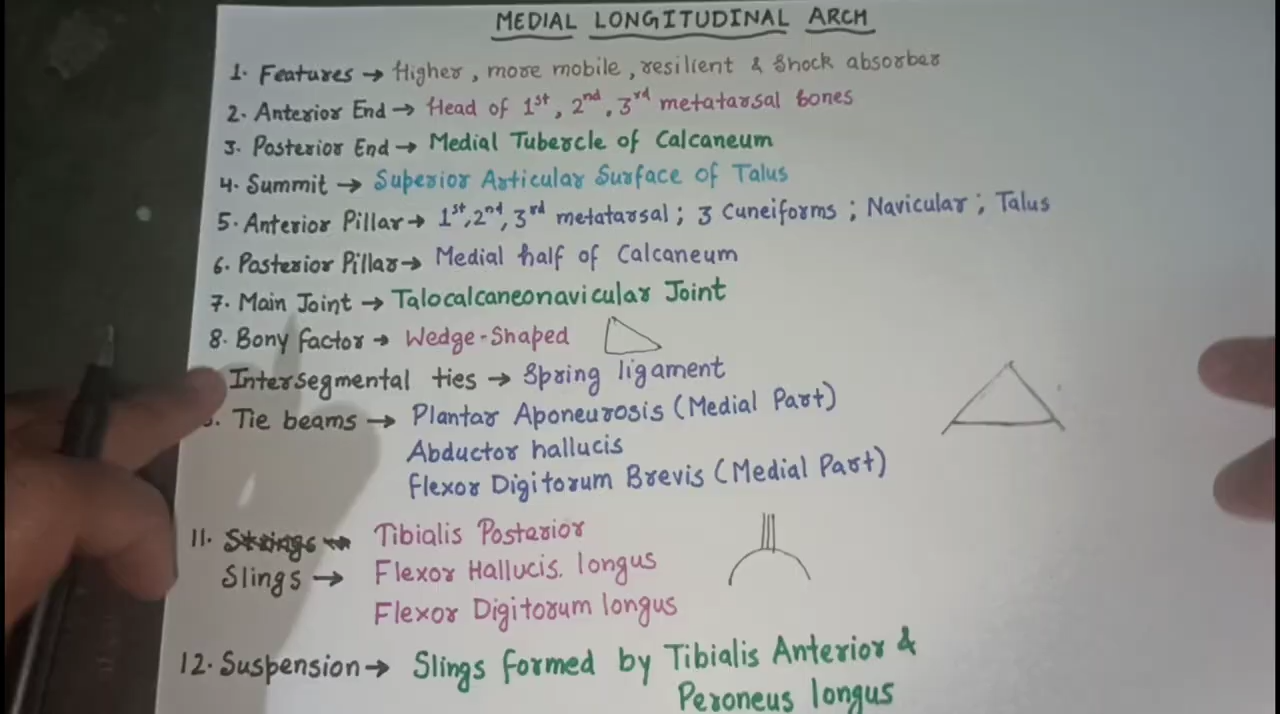 MEDIAL LONGITUDINAL ARCH
1. Features → Higher, more mobile, resilient & Shock absorber
2. Anterior End → Head of 1st, 2nd, 3rd metatarsal bones
3. Posterior End → Medial Tubercle of Calcaneum
4. Summit → Superior Articular Surface of Talus
5. Anterior Pillar → 1st, 2nd, 3rd metatarsal; 3 Cuneiforms; Navicular; Talus
6. Posterior Pillar → Medial half of Calcaneum
7. Main Joint → Talocalcaneonavicular Joint
8. Bony factor → Wedge-Shaped
Intersegmental ties → Spring ligament
. Tie beams → Plantar Aponeurosis (Medial Part)
Abductor hallucis
Flexor Digitorum Brevis (Medial Part)
11. Tibialis Posterior
Slings → Flexor Hallucis. longus
Flexor Digitorum longus
12. Suspension → Slings formed by Tibialis Anterior &
Peroneus longus